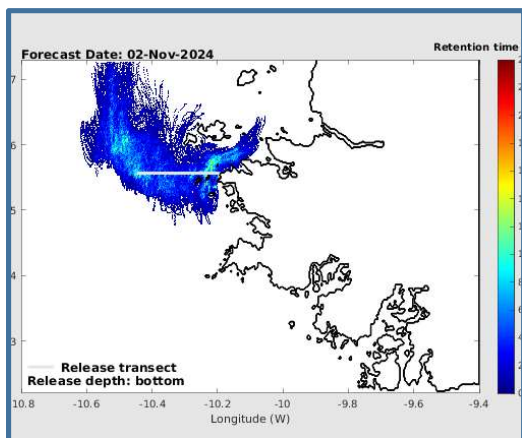 Forecast Date: 02-Nov-2024
Retention time
7
6
5
4
3
Release transect
Release depth: bottom
10.8 -10.6 -10.4 -10.2 -10 -9.8 -9.6 -9.4
Longitude (W)